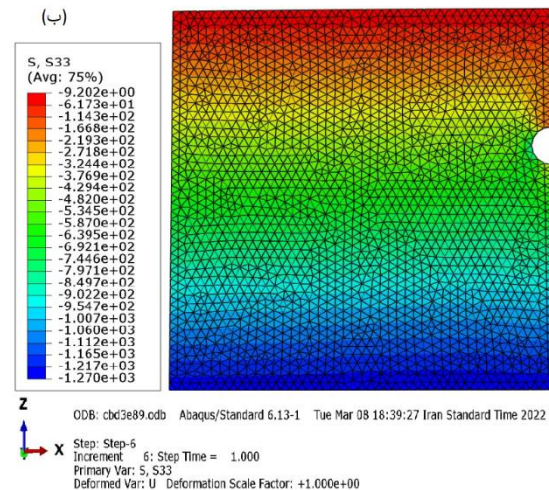 (ب)
S, S33
(Avg: 75%)
-9.202e+00
-6.173e+01
-1.143e+02
-1.668e+02
-2.193e+02
-2.718e+02
-3.244e+02
-3.769e+02
-4.294e+02
-4.820e+02
-5.345e+02
-5.870e+02
-6.395e+02
-6.921e+02
-7.446e+02
-7.971e+02
-8.497e+02
-9.022e+02
-9.547e+02
-1.007e+03
-1.060e+03
-1.112e+03
-1.165e+03
-1.217e+03
-1.270e+03
Z
X
ODB: cbd3e89.odb Abaqus/Standard 6.13-1 Tue Mar 08 18:39:27 Iran Standard Time 2022
Step: Step-6
Increment 6: Step Time = 1.000
Primary Var: S, S33
Deformed Var: U Deformation Scale Factor: +1.000e+00